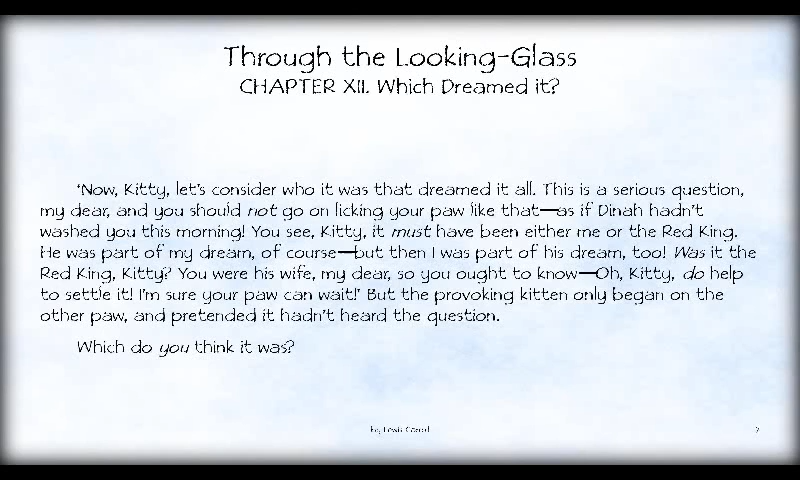 Through the Looking-Glass
CHAPTER XII. Which Dreamed it?
'Now, Kitty, let's consider who it was that dreamed it all. This is a serious question,
my dear, and you should not go on licking your paw like that—as if Dinah hadn't
washed you this morning! You see, Kitty, it must have been either me or the Red King.
He was part of my dream, of course—but then I was part of his dream, too! Was it the
Red King, Kitty? You were his wife, my dear, so you ought to know—Oh, Kitty, do help
to settle it! I'm sure your paw can wait!' But the provoking kitten only began on the
other paw, and pretended it hadn't heard the question.
Which do you think it was?
by Lewis Carroll